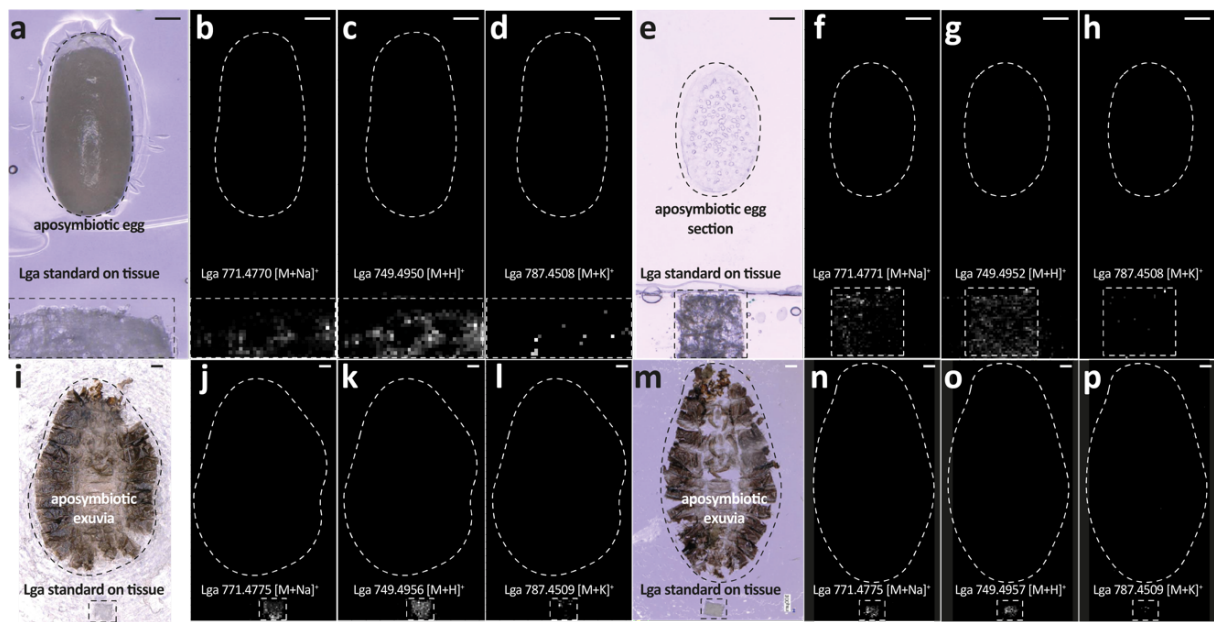 a
b
c
d
e
f
g
h
aposymbiotic egg
aposymbiotic egg
section
Lga standard on tissue
Lga 771.4770 [M+Na]⁺
Lga 749.4950 [M+H]⁺
Lga 787.4508 [M+K]⁺
Lga standard on tissue
Lga 771.4771 [M+Na]⁺
Lga 749.4952 [M+H]⁺
Lga 787.4508 [M+K]⁺
i
j
k
l
m
n
o
p
aposymbiotic
exuvia
aposymbiotic
exuvia
Lga standard on tissue
Lga 771.4775 [M+Na]⁺
Lga 749.4956 [M+H]⁺
Lga 787.4509 [M+K]⁺
Lga standard on tissue
Lga 771.4775 [M+Na]⁺
Lga 749.4957 [M+H]⁺
Lga 787.4509 [M+K]⁺